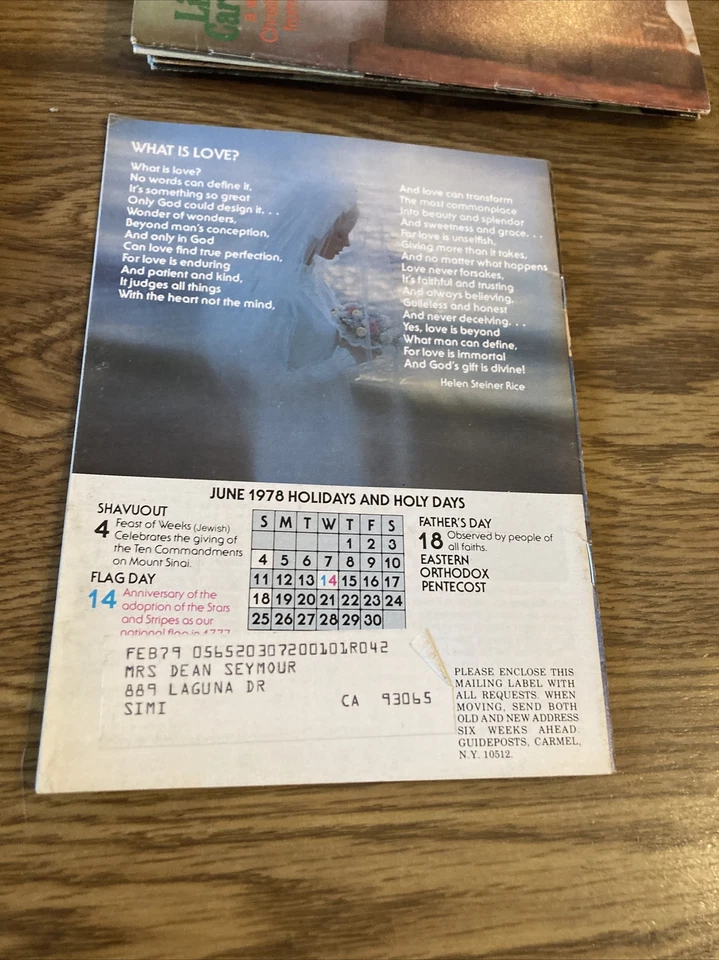 WHAT IS LOVE?
What is love?
No words can define it,
It's something so great
Only God could design it. . .
Wonder of wonders,
Beyond man's conception,
And only in God
Can love find true perfection,
For love is enduring
And patient and kind,
It judges all things
With the heart not the mind,
And love can transform
The most commonplace
Into beauty and splendor
And sweetness and grace. . .
For love is unselfish,
Giving more than it takes,
And no matter what happens
Love never forsakes,
It's faithful and trusting
And always believing,
Guileless and honest
And never deceiving. . .
Yes, love is beyond
What man can define,
For love is immortal
And God's gift is divine!
Helen Steiner Rice
JUNE 1978 HOLIDAYS AND HOLY DAYS
SHAVUOUT
4 Feast of Weeks (Jewish)
Celebrates the giving of
the Ten Commandments
on Mount Sinai.
FLAG DAY
14 Anniversary of the
adoption of the Stars
and Stripes as our
national flag in 1777
S M T W T F S
1 2 3
4 5 6 7 8 9 10
11 12 13 14 15 16 17
18 19 20 21 22 23 24
25 26 27 28 29 30
FATHER'S DAY
18 Observed by people of
all faiths.
EASTERN
ORTHODOX
PENTECOST
FEB79 056520307200101R042
MRS DEAN SEYMOUR
889 LAGUNA DR
SIMI CA 93065
PLEASE ENCLOSE THIS
MAILING LABEL WITH
ALL REQUESTS. WHEN
MOVING, SEND BOTH
OLD AND NEW ADDRESS
SIX WEEKS AHEAD.
GUIDEPOSTS, CARMEL,
N.Y. 10512.